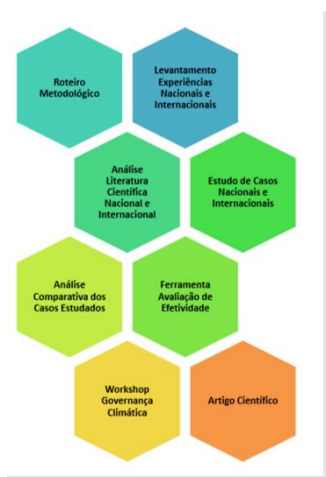 Roteiro
Metodológico
Levantamento
Experiências
Nacionais e
Internacionais
Análise
Literatura
Científica
Nacional e
Internacional
Estudo de Casos
Nacionais e
Internacionais
Análise
Comparativa dos
Casos Estudados
Ferramenta
Avaliação de
Efetividade
Workshop
Governança
Climática
Artigo Científico